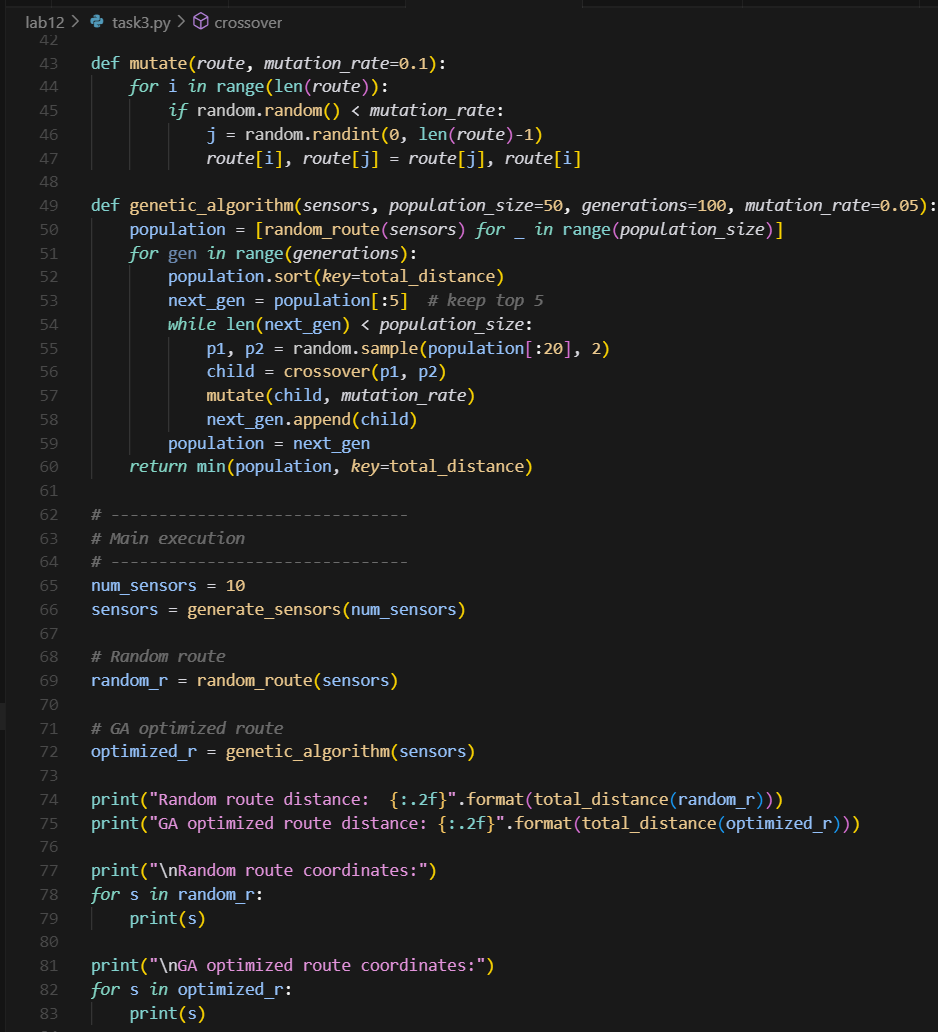 lab12 > task3.py > crossover
42
43 def mutate(route, mutation_rate=0.1):
44     for i in range(len(route)):
45         if random.random() < mutation_rate:
46             j = random.randint(0, len(route)-1)
47             route[i], route[j] = route[j], route[i]
48
49 def genetic_algorithm(sensors, population_size=50, generations=100, mutation_rate=0.05):
50     population = [random_route(sensors) for _ in range(population_size)]
51     for gen in range(generations):
52         population.sort(key=total_distance)
53         next_gen = population[:5]  # keep top 5
54         while len(next_gen) < population_size:
55             p1, p2 = random.sample(population[:20], 2)
56             child = crossover(p1, p2)
57             mutate(child, mutation_rate)
58             next_gen.append(child)
59         population = next_gen
60     return min(population, key=total_distance)
61
62 # -------------------------------
63 # Main execution
64 # -------------------------------
65 num_sensors = 10
66 sensors = generate_sensors(num_sensors)
67
68 # Random route
69 random_r = random_route(sensors)
70
71 # GA optimized route
72 optimized_r = genetic_algorithm(sensors)
73
74 print("Random route distance:  {:.2f}".format(total_distance(random_r)))
75 print("GA optimized route distance: {:.2f}".format(total_distance(optimized_r)))
76
77 print("\nRandom route coordinates:")
78 for s in random_r:
79     print(s)
80
81 print("\nGA optimized route coordinates:")
82 for s in optimized_r:
83     print(s)